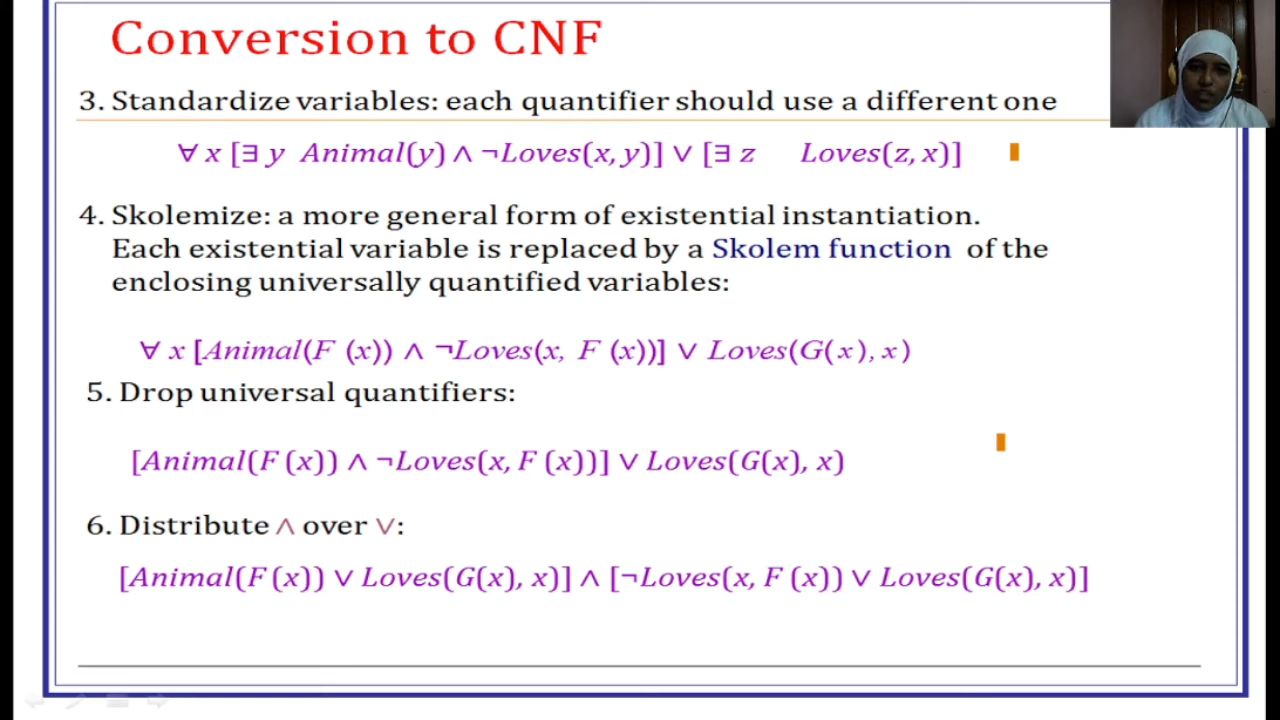 Conversion to CNF
3. Standardize variables: each quantifier should use a different one
∀ x [∃ y Animal(y) ∧ ¬Loves(x, y)] ∨ [∃ z Loves(z, x)]
4. Skolemize: a more general form of existential instantiation.
Each existential variable is replaced by a Skolem function of the
enclosing universally quantified variables:
∀ x [Animal(F (x)) ∧ ¬Loves(x, F (x))] ∨ Loves(G(x), x)
5. Drop universal quantifiers:
[Animal(F (x)) ∧ ¬Loves(x, F (x))] ∨ Loves(G(x), x)
6. Distribute ∧ over ∨:
[Animal(F (x)) ∨ Loves(G(x), x)] ∧ [¬Loves(x, F (x)) ∨ Loves(G(x), x)]